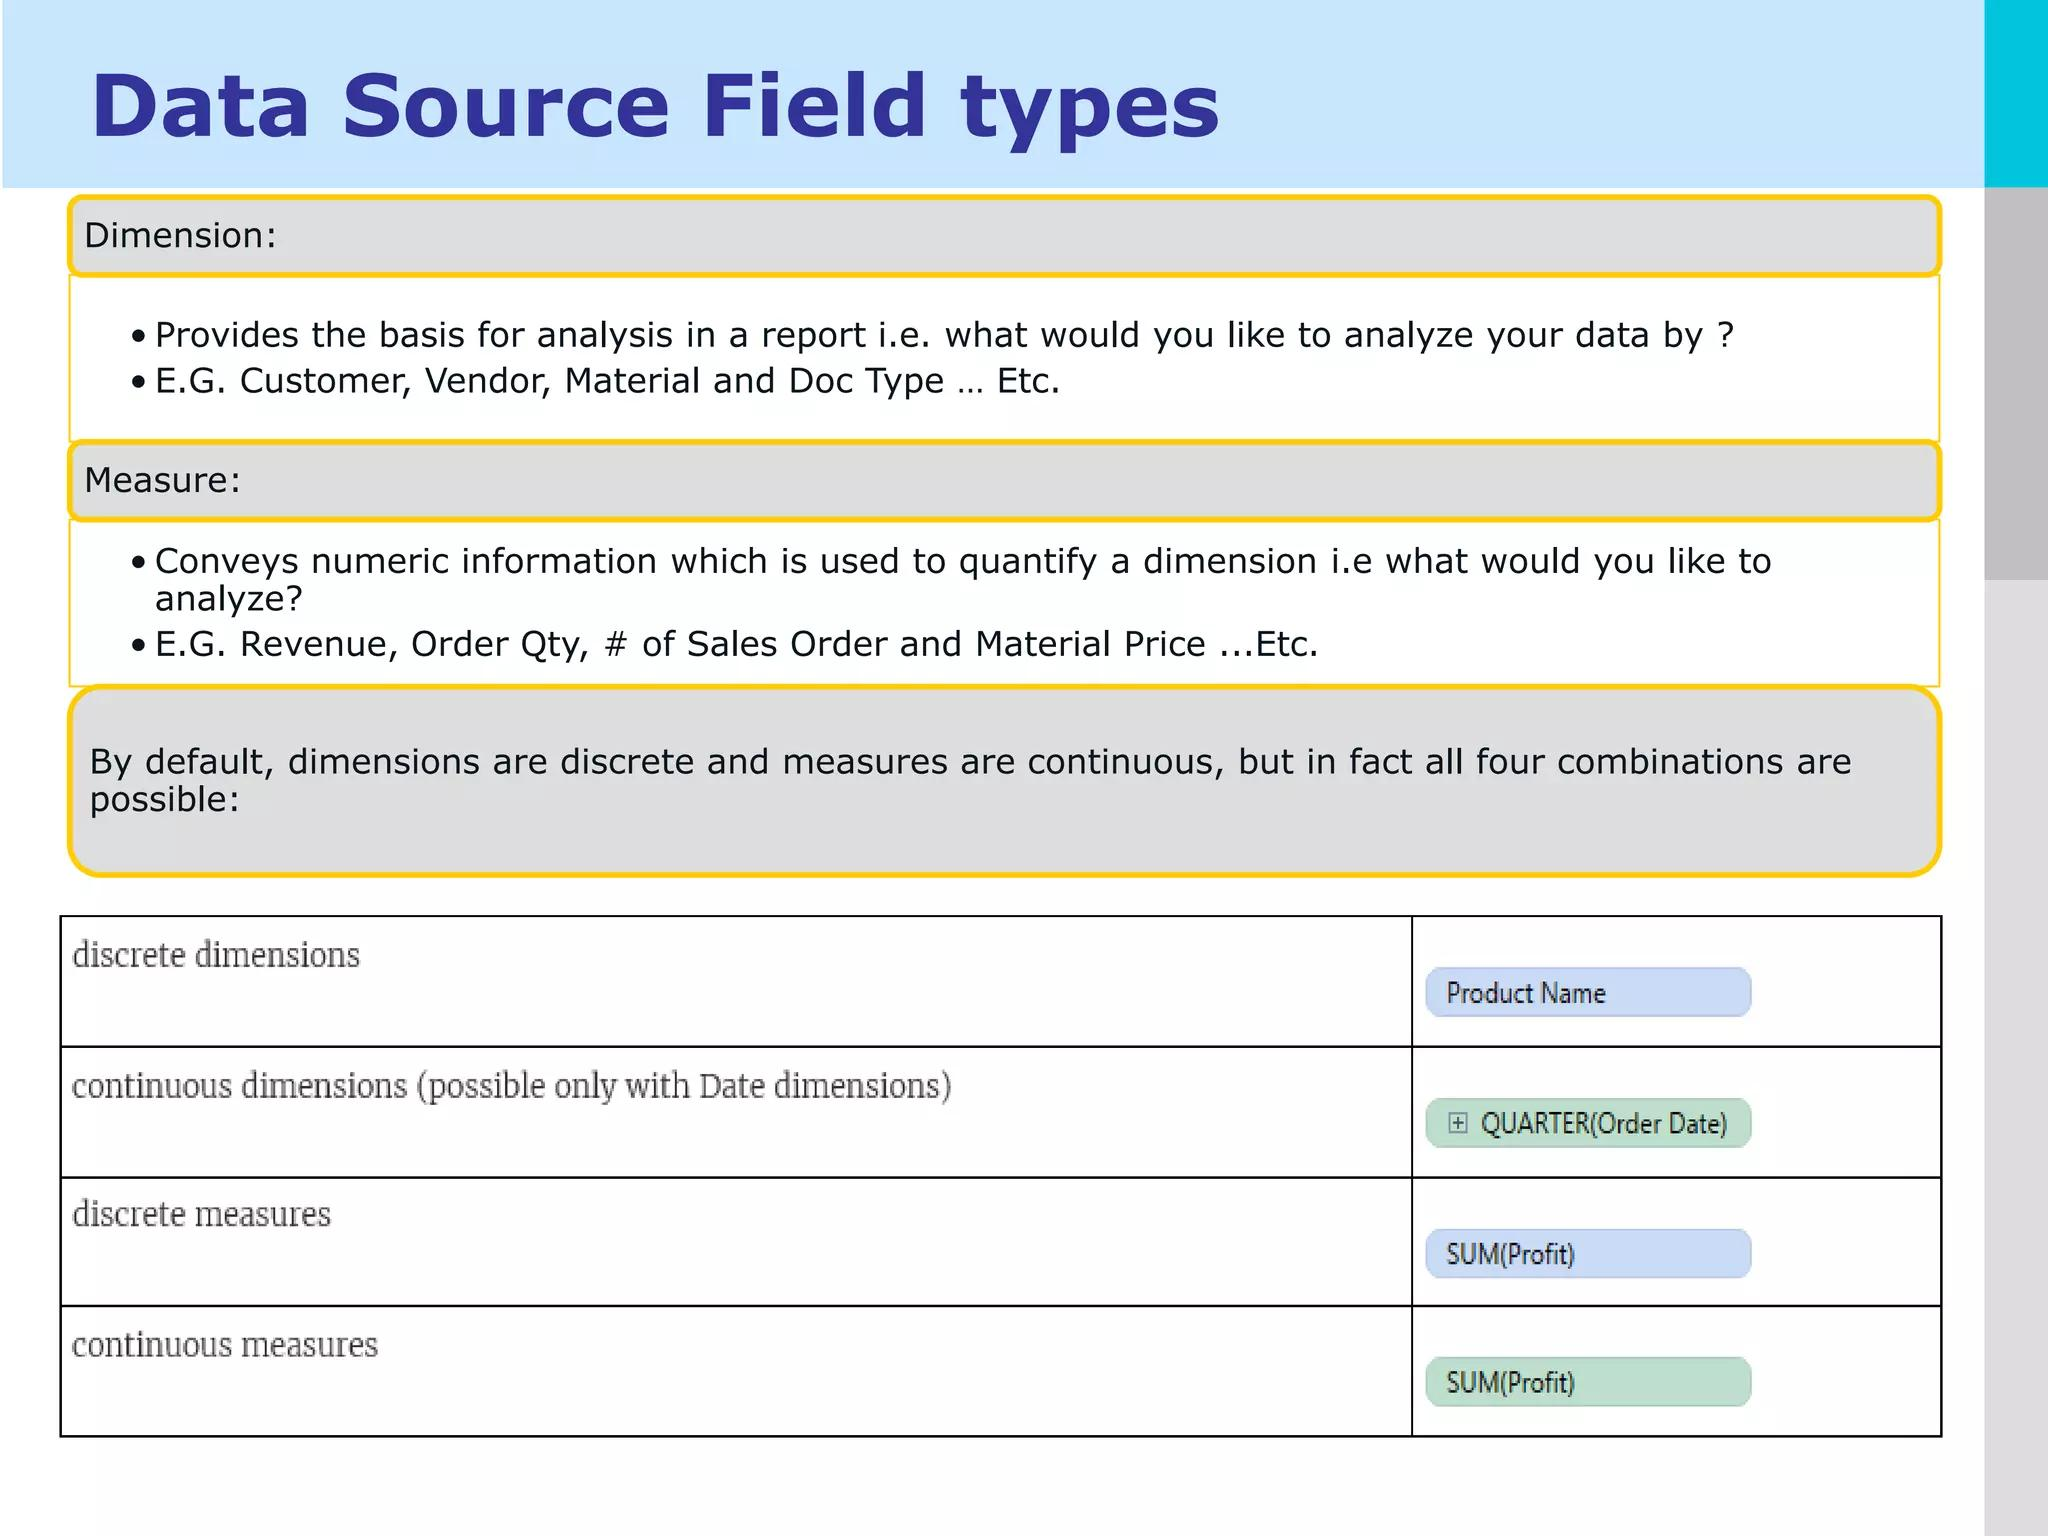 Data Source Field types
Dimension:
• Provides the basis for analysis in a report i.e. what would you like to analyze your data by ?
• E.G. Customer, Vendor, Material and Doc Type … Etc.
Measure:
• Conveys numeric information which is used to quantify a dimension i.e what would you like to
analyze?
• E.G. Revenue, Order Qty, # of Sales Order and Material Price ...Etc.
By default, dimensions are discrete and measures are continuous, but in fact all four combinations are
possible:
discrete dimensions
Product Name
continuous dimensions (possible only with Date dimensions)
QUARTER(Order Date)
discrete measures
SUM(Profit)
continuous measures
SUM(Profit)